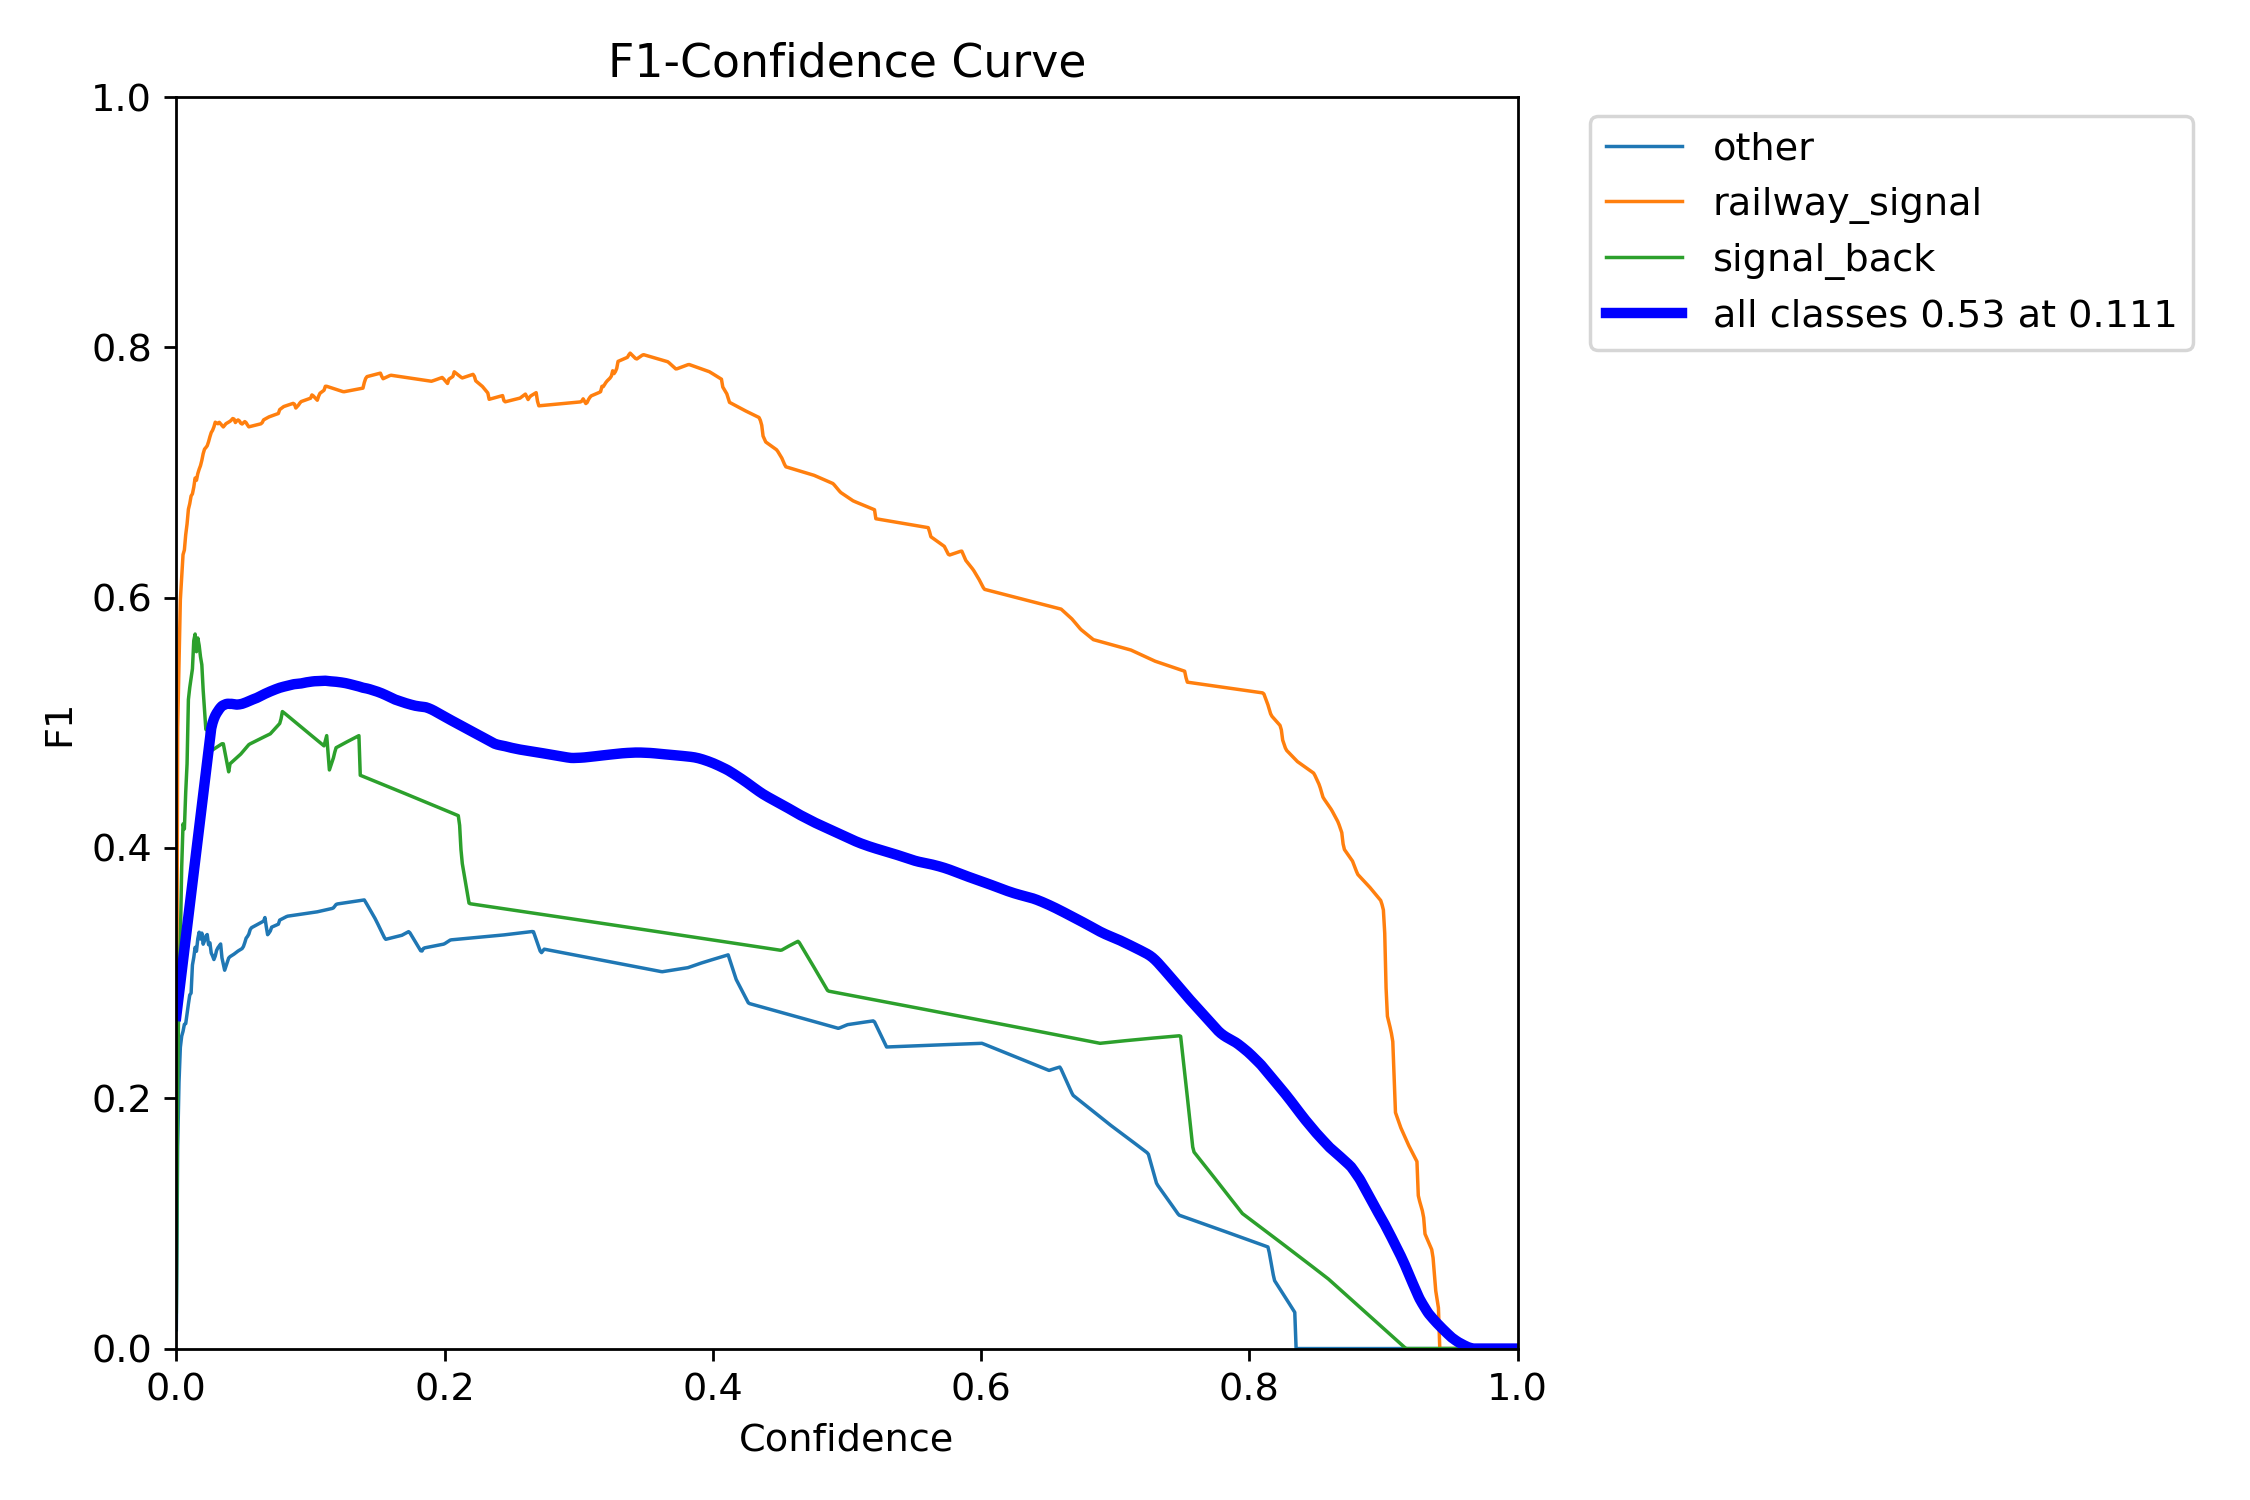 F1-Confidence Curve
1.0
0.8
0.6
0.4
0.2
0.0
F1
0.0 0.2 0.4 0.6 0.8 1.0
Confidence
other
railway_signal
signal_back
all classes 0.53 at 0.111